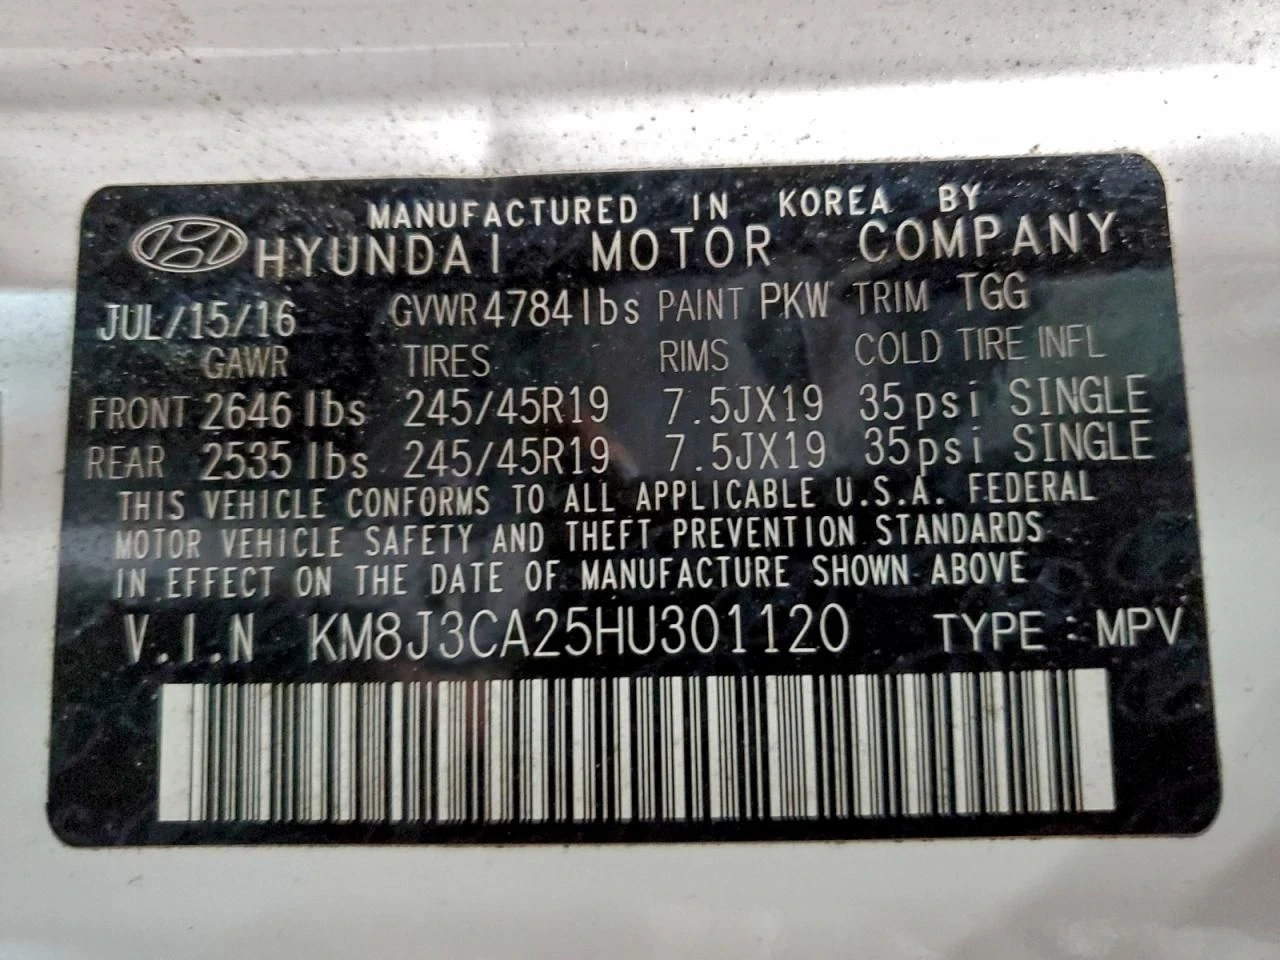 MANUFACTURED IN KOREA BY
HYUNDAI MOTOR COMPANY
JUL/15/16 GVWR 4784 lbs PAINT PKW TRIM TGG
GAWR TIRES RIMS COLD TIRE INFL
FRONT 2646 lbs 245/45R19 7.5JX19 35psi SINGLE
REAR 2535 lbs 245/45R19 7.5JX19 35psi SINGLE
THIS VEHICLE CONFORMS TO ALL APPLICABLE U.S.A. FEDERAL
MOTOR VEHICLE SAFETY AND THEFT PREVENTION STANDARDS
IN EFFECT ON THE DATE OF MANUFACTURE SHOWN ABOVE
V.I.N KM8J3CA25HU301120 TYPE : MPV